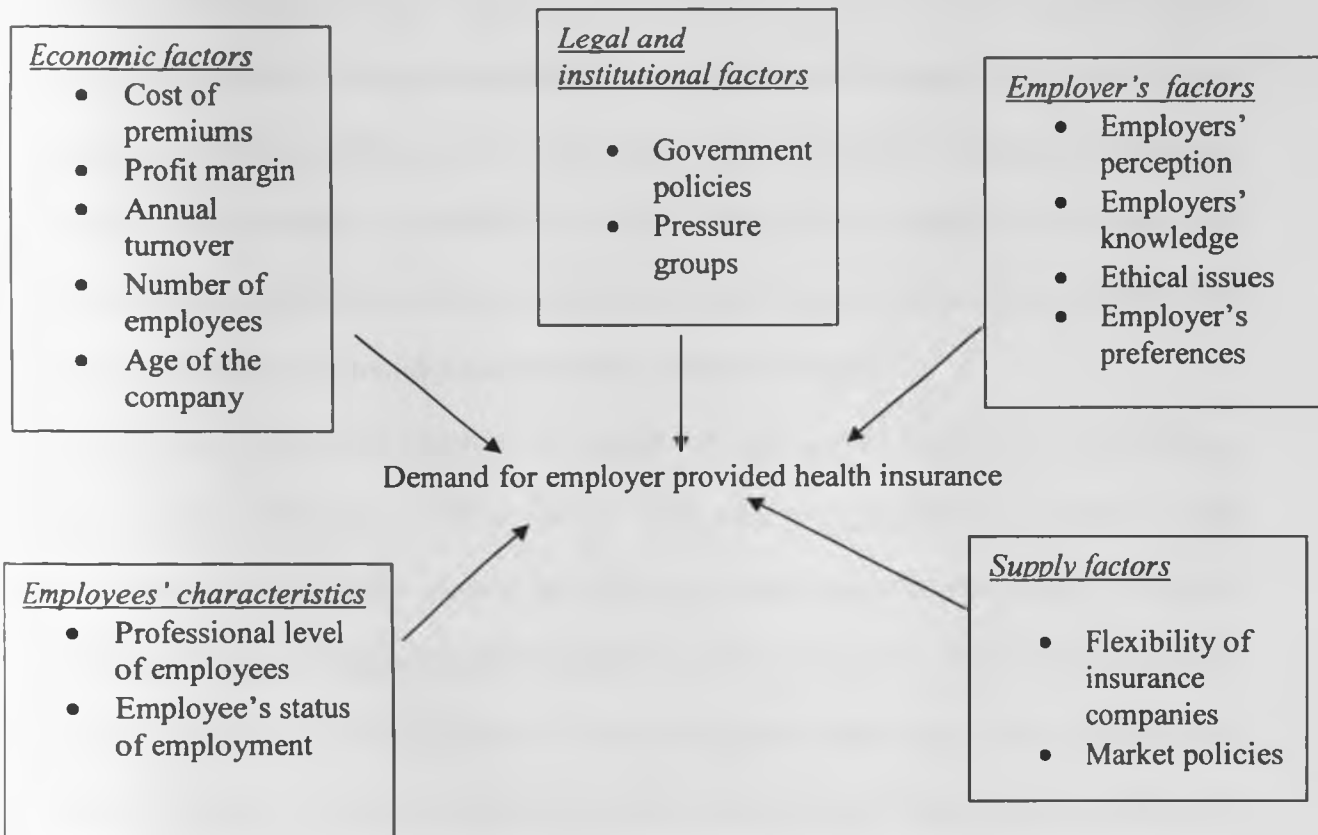 Economic factors
• Cost of
premiums
• Profit margin
• Annual
turnover
• Number of
employees
• Age of the
company
Legal and
institutional factors
• Government
policies
• Pressure
groups
Employer's factors
• Employers'
perception
• Employers'
knowledge
• Ethical issues
• Employer's
preferences
Demand for employer provided health insurance
Employees' characteristics
• Professional level
of employees
• Employee's status
of employment
Supply factors
• Flexibility of
insurance
companies
• Market policies